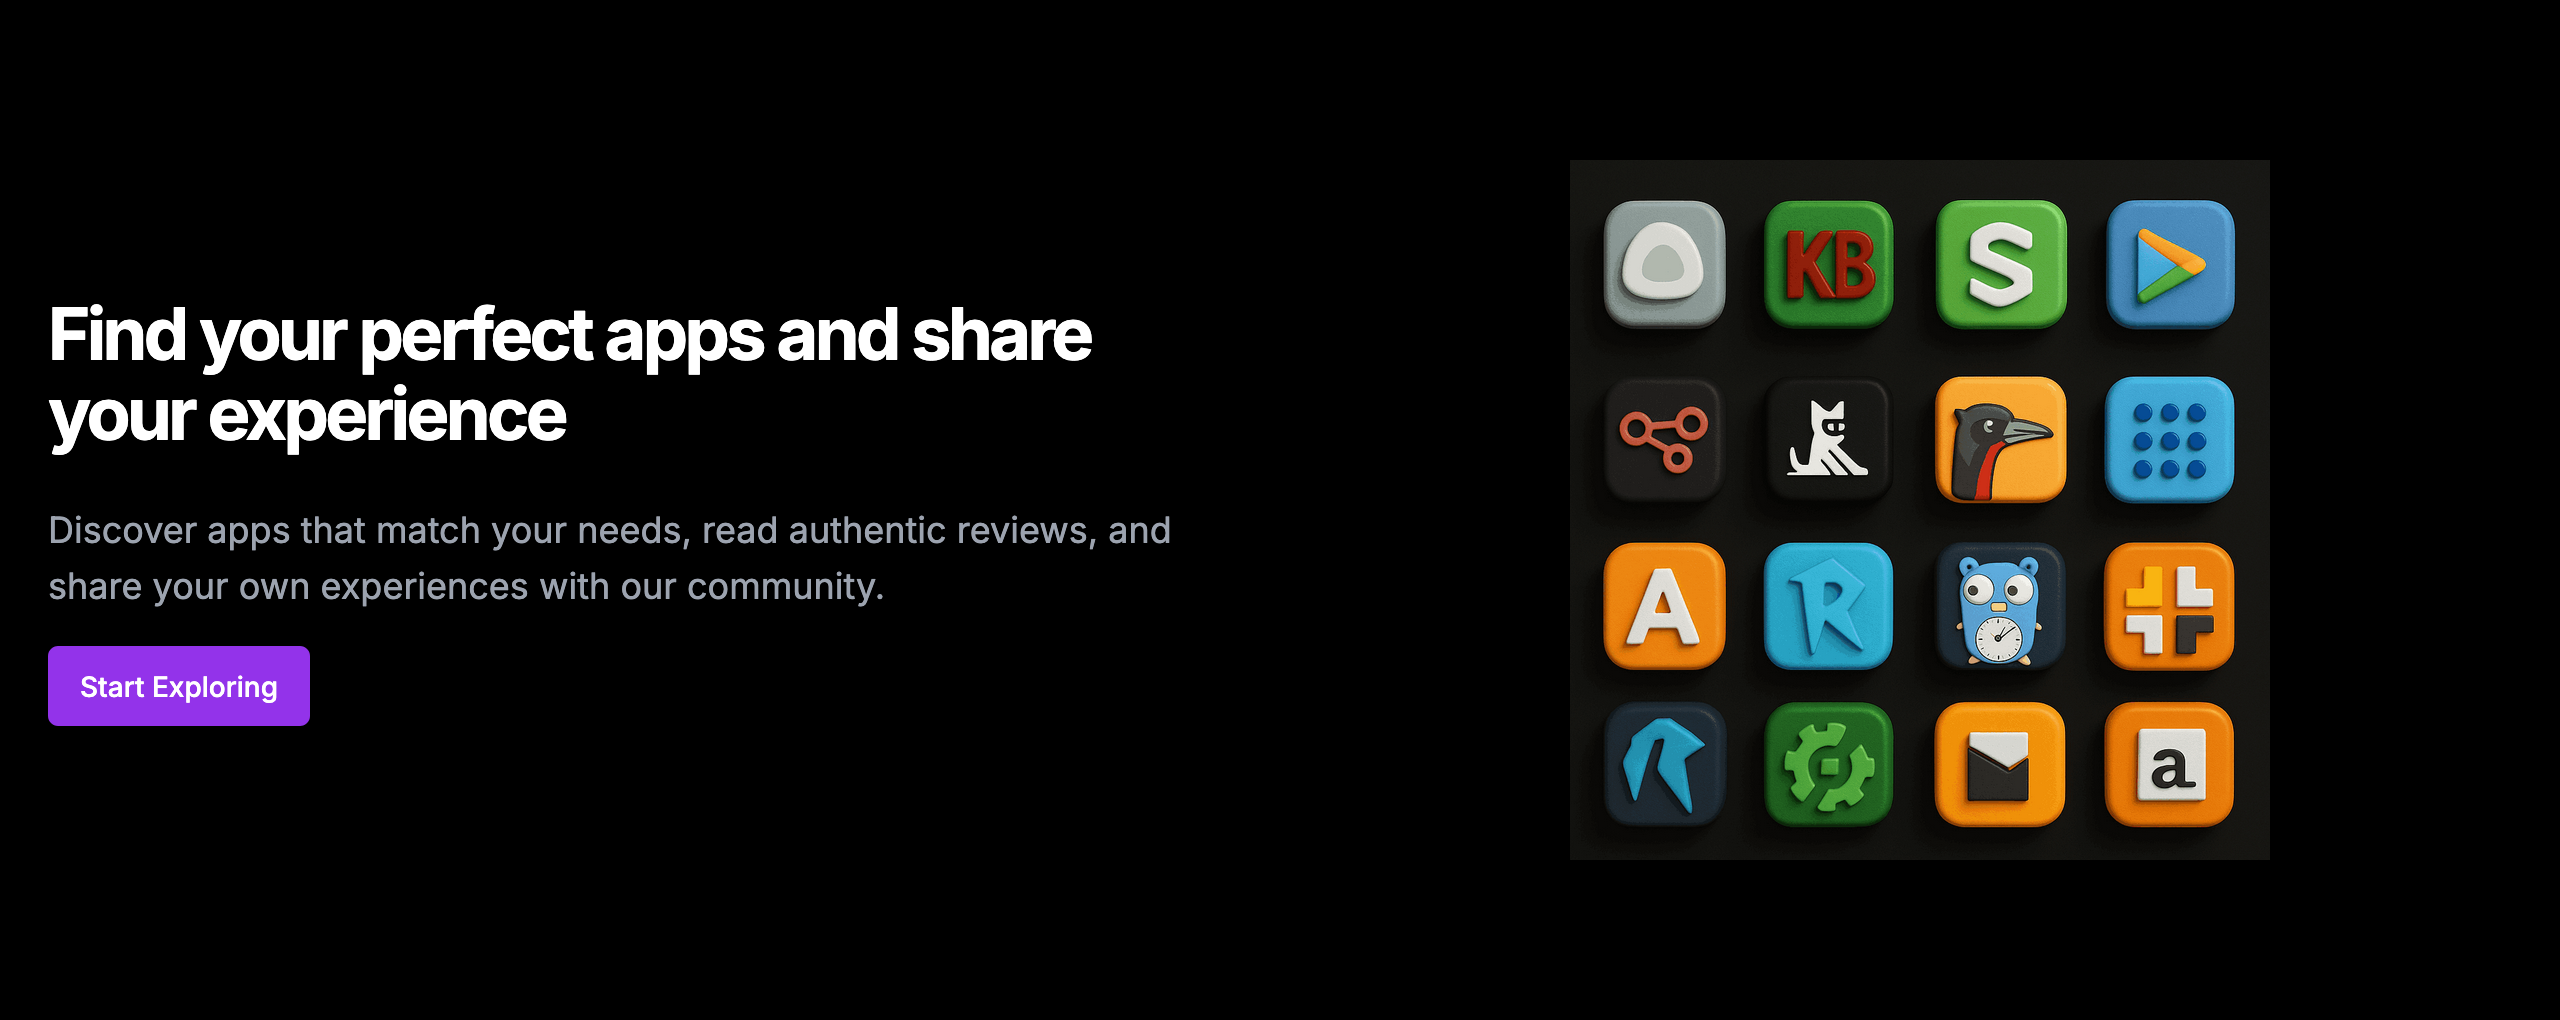 Find your perfect apps and share
your experience
Discover apps that match your needs, read authentic reviews, and
share your own experiences with our community.
Start Exploring
KB
S
A
R
a